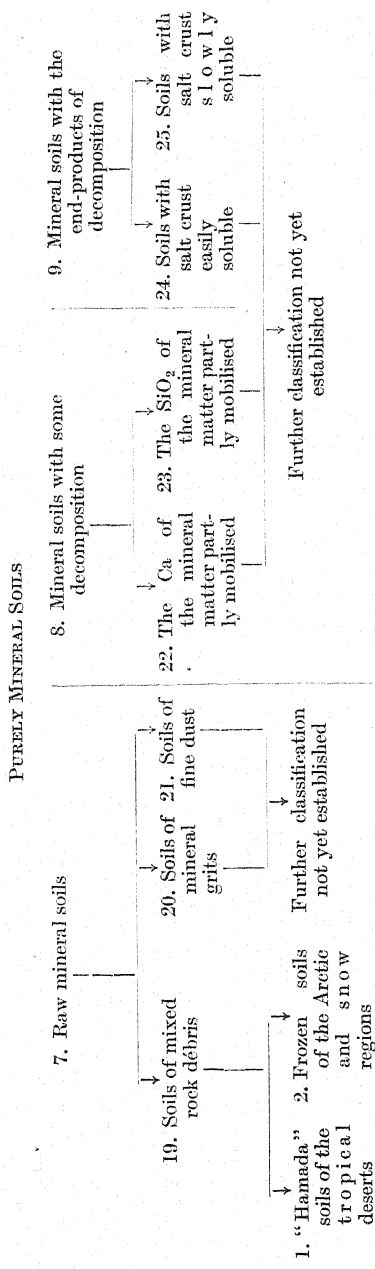 PURELY MINERAL SOILS
7. Raw mineral soils
8. Mineral soils with some
decomposition
9. Mineral soils with the
end-products of
decomposition
19. Soils of mixed
rock débris
20. Soils of
mineral
grits
21. Soils of
fine dust
22. The Ca of
the mineral
matter part-
ly mobilised
23. The SiO₂ of
the mineral
matter part-
ly mobilised
24. Soils with
salt crust
easily
soluble
25. Soils with
salt crust
slowly
soluble
1. “Hamada”
soils of the
tropical
deserts
2. Frozen soils
of the Arctic
and snow
regions
Further classification
not yet established
Further classification not yet
established